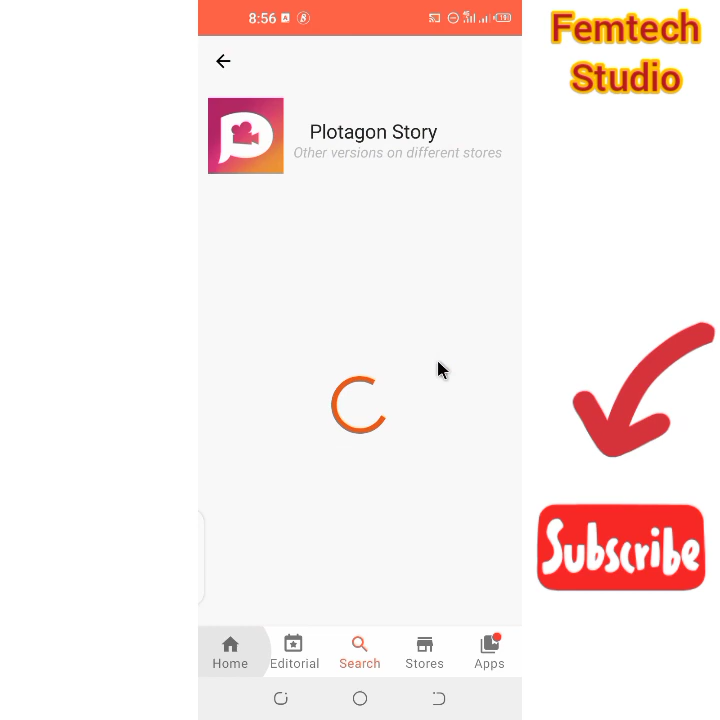 8:56
Femtech
Studio
Plotagon Story
Other versions on different stores
Subscribe
Home Editorial Search Stores Apps